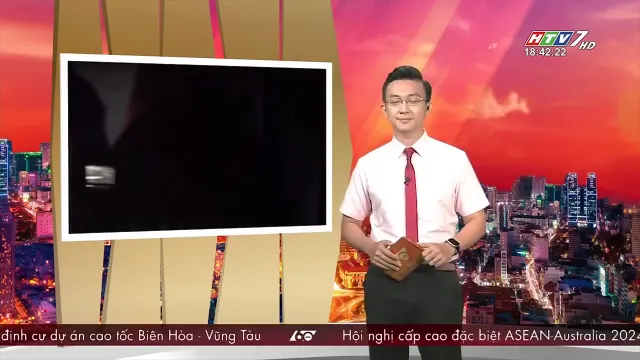 HTV7 HD
18:42:22
định cư dự án cao tốc Biên Hòa - Vũng Tàu 60 Hội nghị cấp cao đặc biệt ASEAN-Australia 2024